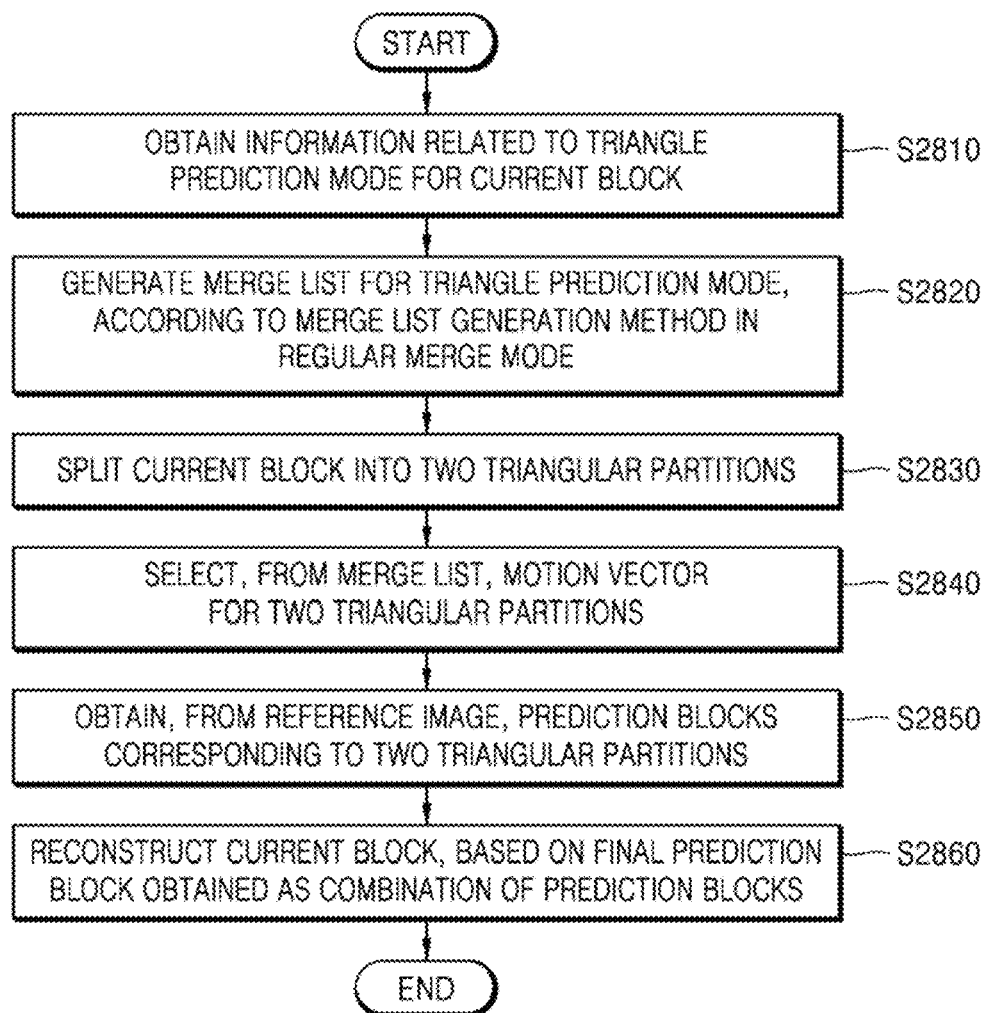 START
OBTAIN INFORMATION RELATED TO TRIANGLE
PREDICTION MODE FOR CURRENT BLOCK
S2810
GENERATE MERGE LIST FOR TRIANGLE PREDICTION MODE,
ACCORDING TO MERGE LIST GENERATION METHOD IN
REGULAR MERGE MODE
S2820
SPLIT CURRENT BLOCK INTO TWO TRIANGULAR PARTITIONS
S2830
SELECT, FROM MERGE LIST, MOTION VECTOR
FOR TWO TRIANGULAR PARTITIONS
S2840
OBTAIN, FROM REFERENCE IMAGE, PREDICTION BLOCKS
CORRESPONDING TO TWO TRIANGULAR PARTITIONS
S2850
RECONSTRUCT CURRENT BLOCK, BASED ON FINAL PREDICTION
BLOCK OBTAINED AS COMBINATION OF PREDICTION BLOCKS
S2860
END